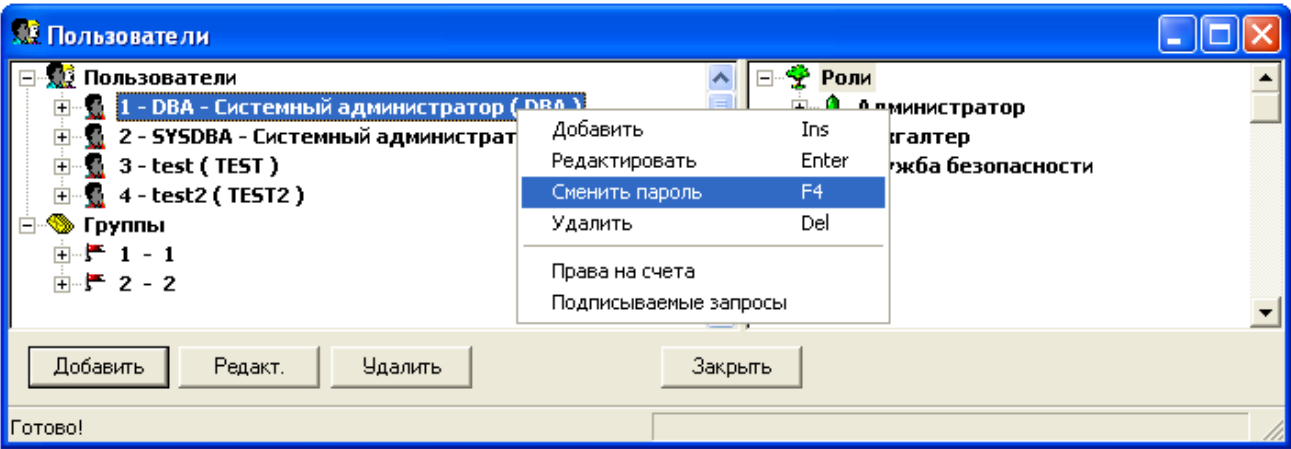 Пользователи
Пользователи
1 - DBA - Системный администратор ( DBA )
2 - SYSDBA - Системный администрат
3 - test ( TEST )
4 - test2 ( TEST2 )
Группы
1 - 1
2 - 2
Добавить Ins
Редактировать Enter
Сменить пароль F4
Удалить Del
Права на счета
Подписываемые запросы
Роли
Администратор
хгалтер
ужба безопасности
Добавить Редакт. Удалить Закрыть
Готово!